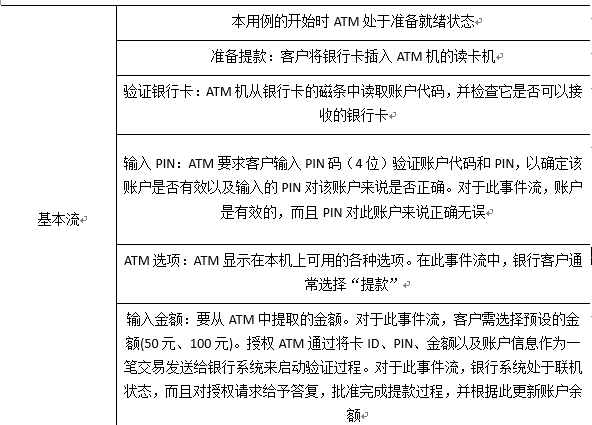 本用例的开始时 ATM 处于准备就绪状态
准备提款：客户将银行卡插入 ATM 机的读卡机
验证银行卡：ATM 机从银行卡的磁条中读取账户代码，并检查它是否可以接
收的银行卡
输入 PIN：ATM 要求客户输入 PIN 码（4 位）验证账户代码和 PIN，以确定该
账户是否有效以及输入的 PIN 对该账户来说是否正确。对于此事件流，账户
是有效的，而且 PIN 对此账户来说正确无误
基本流
ATM 选项：ATM 显示在本机上可用的各种选项。在此事件流中，银行客户通
常选择“提款”
输入金额：要从 ATM 中提取的金额。对于此事件流，客户需选择预设的金
额(50 元、100 元)。授权 ATM 通过将卡 ID、PIN、金额以及账户信息作为一
笔交易发送给银行系统来启动验证过程。对于此事件流，银行系统处于联机
状态，而且对授权请求给予答复，批准完成提款过程，并根据此更新账户余
额